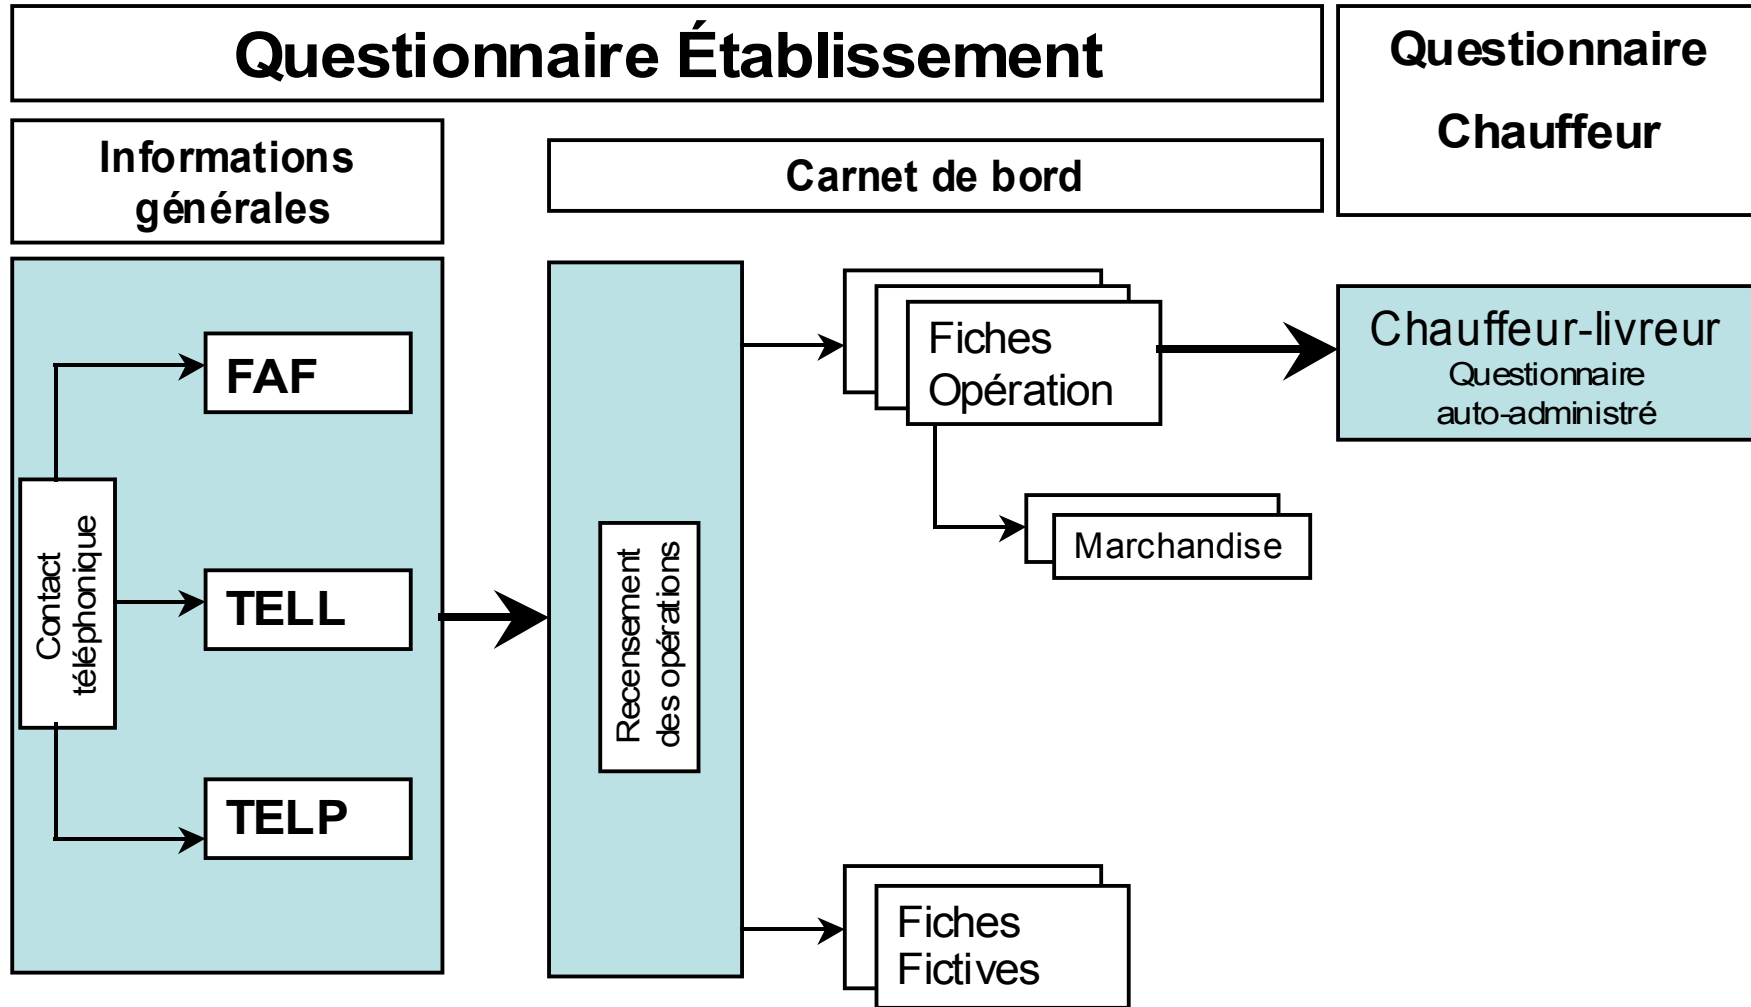 Questionnaire Établissement
Questionnaire
Chauffeur
Informations
générales
Carnet de bord
FAF
Contact
téléphonique
TELL
TELP
Recensement
des opérations
Fiches
Opération
Marchandise
Fiches
Fictives
Chauffeur-livreur
Questionnaire
auto-administré